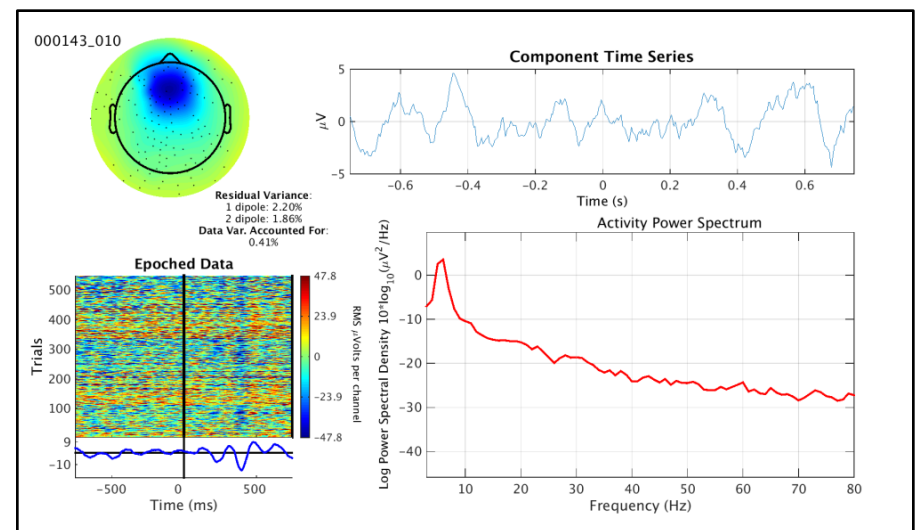 000143_010
Residual Variance:
1 dipole: 2.20%
2 dipole: 1.86%
Data Var. Accounted For:
0.41%
Component Time Series
5
0
-5
μV
-0.6 -0.4 -0.2 0 0.2 0.4 0.6
Time (s)
Epoched Data
500
400
300
200
100
Trials
9
-10
-500 0 500
Time (ms)
47.8
23.9
0
-23.9
-47.8
RMS μVolts per channel
Activity Power Spectrum
0
-10
-20
-30
-40
Log Power Spectral Density 10*log10(μV2/Hz)
10 20 30 40 50 60 70 80
Frequency (Hz)